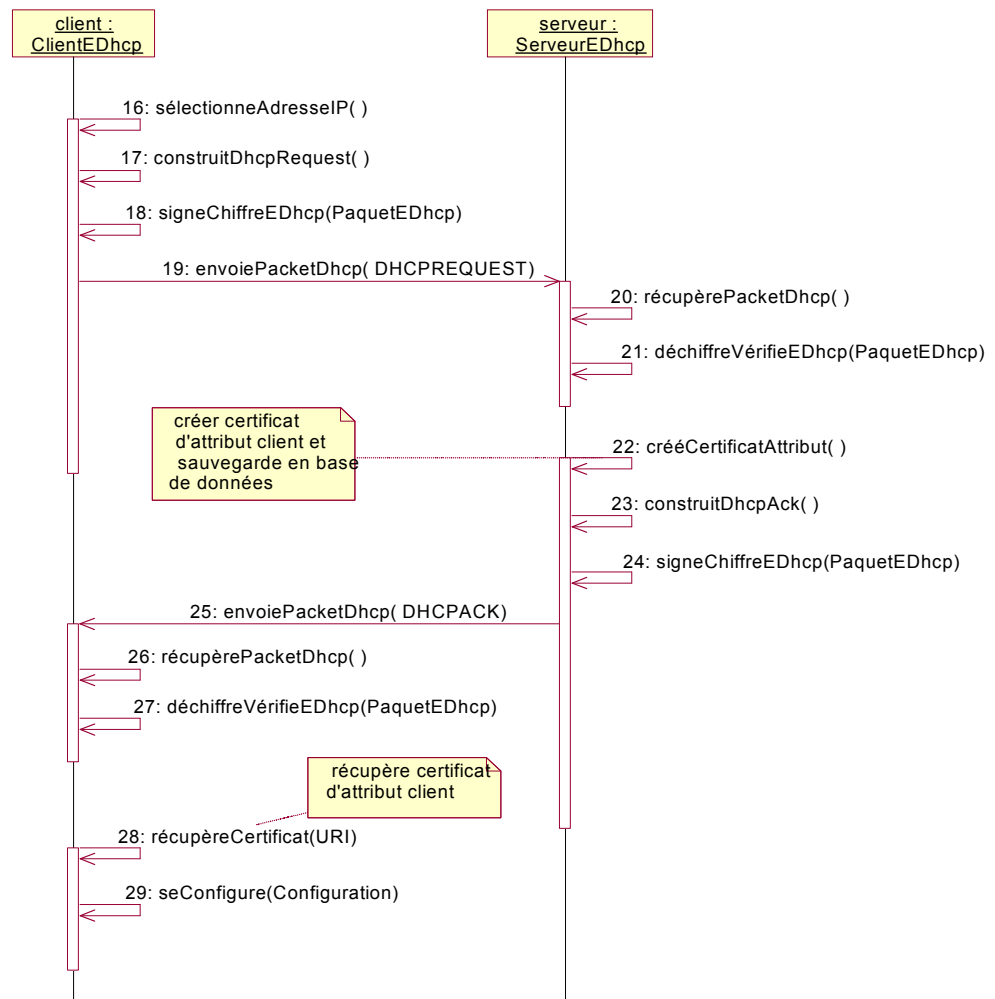 client :
ClientEDhcp
serveur :
ServeurEDhcp
16: sélectionneAdresseIP( )
17: construitDhcpRequest( )
18: signeChiffreEDhcp(PaquetEDhcp)
19: envoiePacketDhcp( DHCPREQUEST)
20: récupèrePacketDhcp( )
21: déchiffreVérifieEDhcp(PaquetEDhcp)
créer certificat
d'attribut client et
sauvegarde en base
de données
22: crééCertificatAttribut( )
23: construitDhcpAck( )
24: signeChiffreEDhcp(PaquetEDhcp)
25: envoiePacketDhcp( DHCPACK)
26: récupèrePacketDhcp( )
27: déchiffreVérifieEDhcp(PaquetEDhcp)
récupère certificat
d'attribut client
28: récupèreCertificat(URI)
29: seConfigure(Configuration)